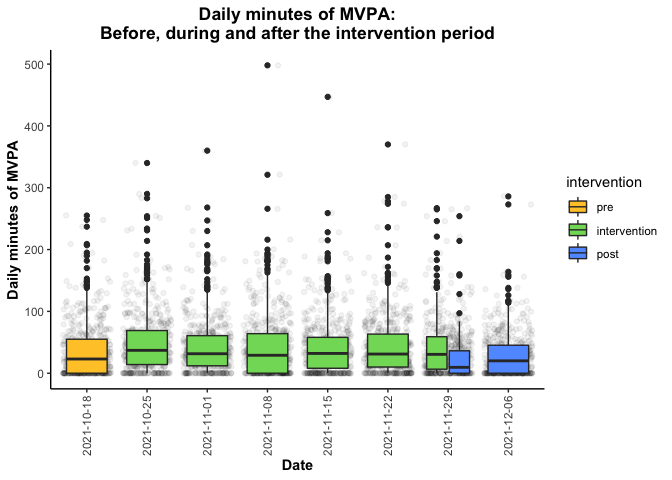 Daily minutes of MVPA:
Before, during and after the intervention period
Daily minutes of MVPA
500
400
300
200
100
0
2021-10-18
2021-10-25
2021-11-01
2021-11-08
2021-11-15
2021-11-22
2021-11-29
2021-12-06
Date
intervention
pre
intervention
post